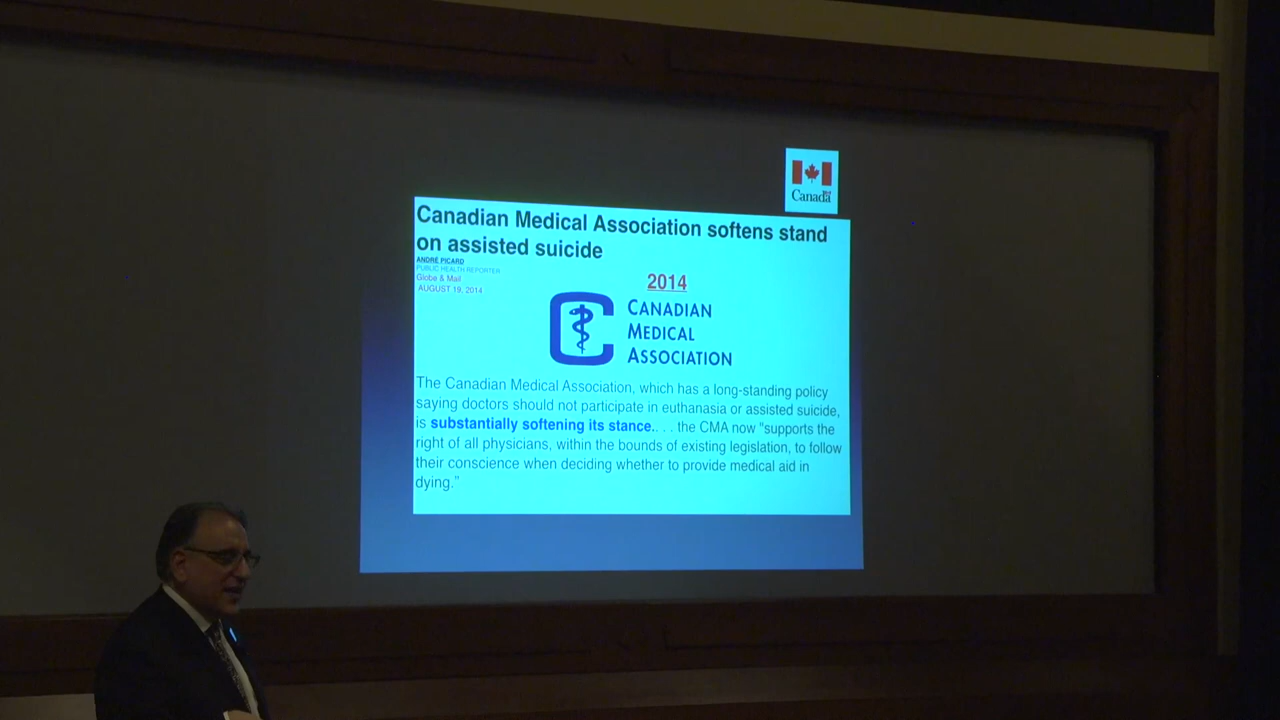 Canada
Canadian Medical Association softens stand
on assisted suicide
ANDRÉ PICARD
PUBLIC HEALTH REPORTER
Globe & Mail
AUGUST 19, 2014
2014
CANADIAN
MEDICAL
ASSOCIATION
The Canadian Medical Association, which has a long-standing policy
saying doctors should not participate in euthanasia or assisted suicide,
is substantially softening its stance.. . . the CMA now "supports the
right of all physicians, within the bounds of existing legislation, to follow
their conscience when deciding whether to provide medical aid in
dying."